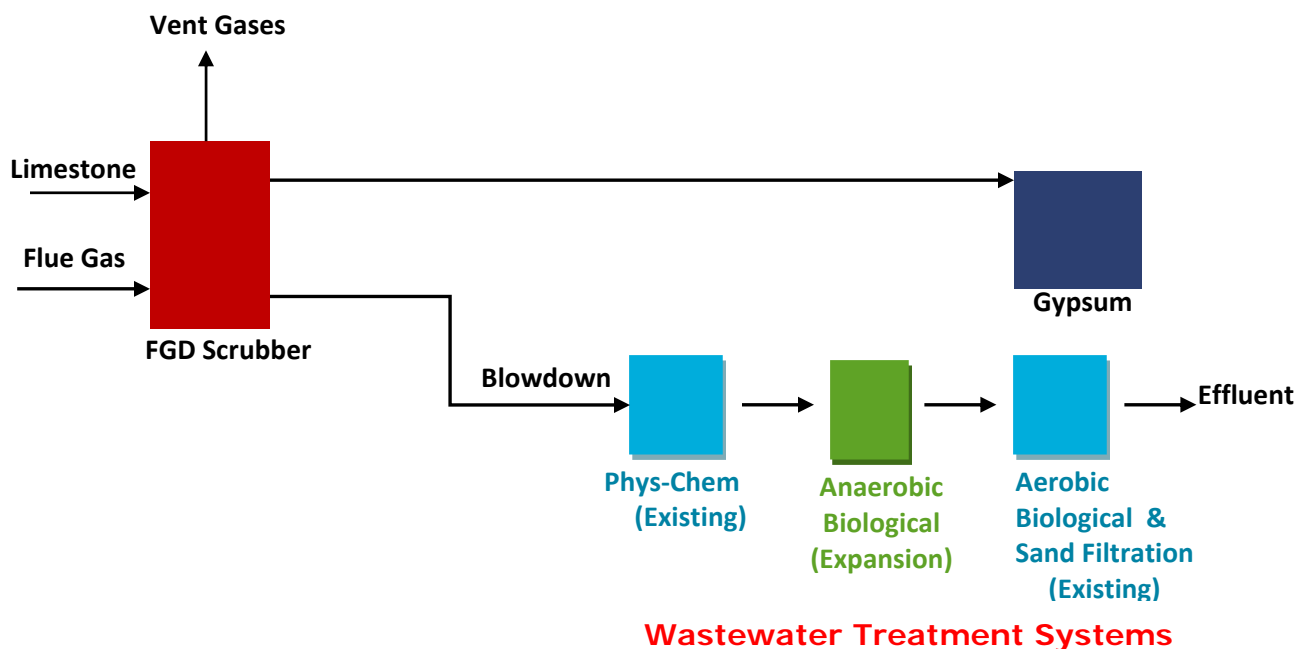 Vent Gases
Limestone
Flue Gas
FGD Scrubber
Gypsum
Blowdown
Effluent
Phys-Chem
(Existing)
Anaerobic
Biological
(Expansion)
Aerobic
Biological &
Sand Filtration
(Existing)
Wastewater Treatment Systems